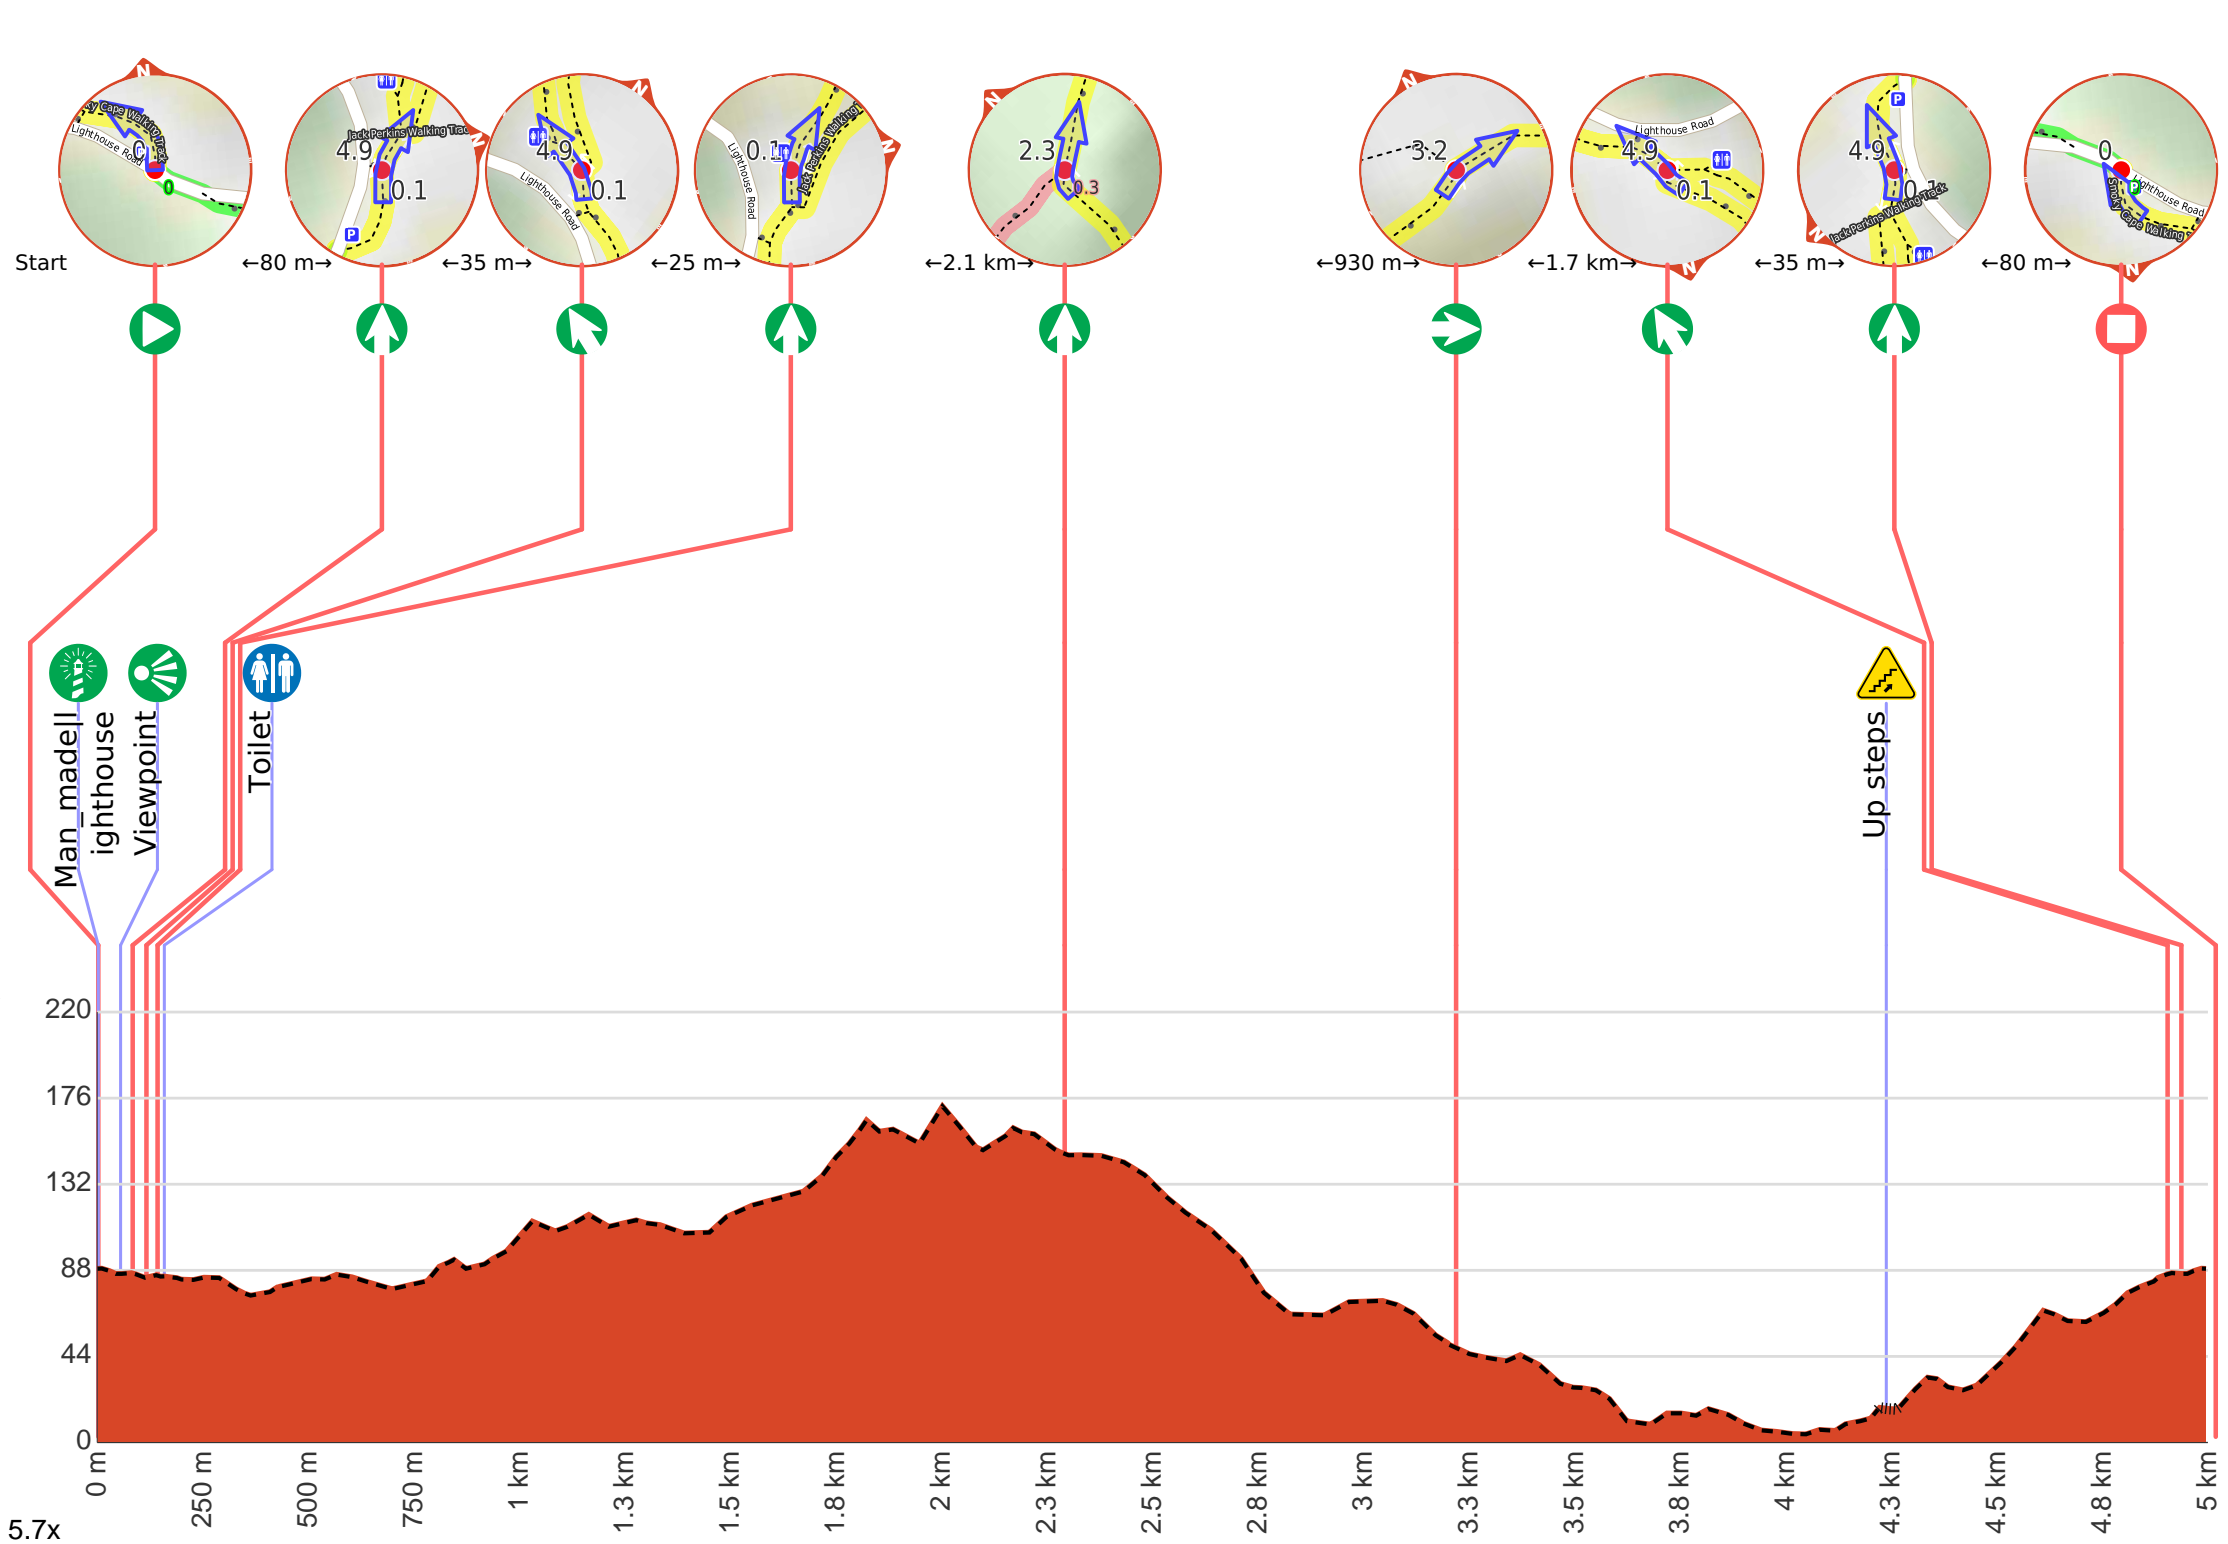 N
ky Cape Walking Track
Lighthouse Road
0
0
N
Jack Perkins Walking Trac
4.9
0.1
P
N
4.9
0.1
Lighthouse Road
N
0.1
Lighthouse Road
Jack Perkins Walking
N
2.3
0.3
N
3.2
Lighthouse Road
4.9
0.1
N
P
4.9
0.1
Jack Perkins Walking Track
N
0
Lighthouse Road
Smoky Cape Walking
N
Start
←80 m→
←35 m→
←25 m→
←2.1 km→
←930 m→
←1.7 km→
←35 m→
←80 m→
Man_made|l
ighthouse
Viewpoint
Toilet
Up steps
220
176
132
88
44
0
0 m
250 m
500 m
750 m
1 km
1.3 km
1.5 km
1.8 km
2 km
2.3 km
2.5 km
2.8 km
3 km
3.3 km
3.5 km
3.8 km
4 km
4.3 km
4.5 km
4.8 km
5 km
5.7x